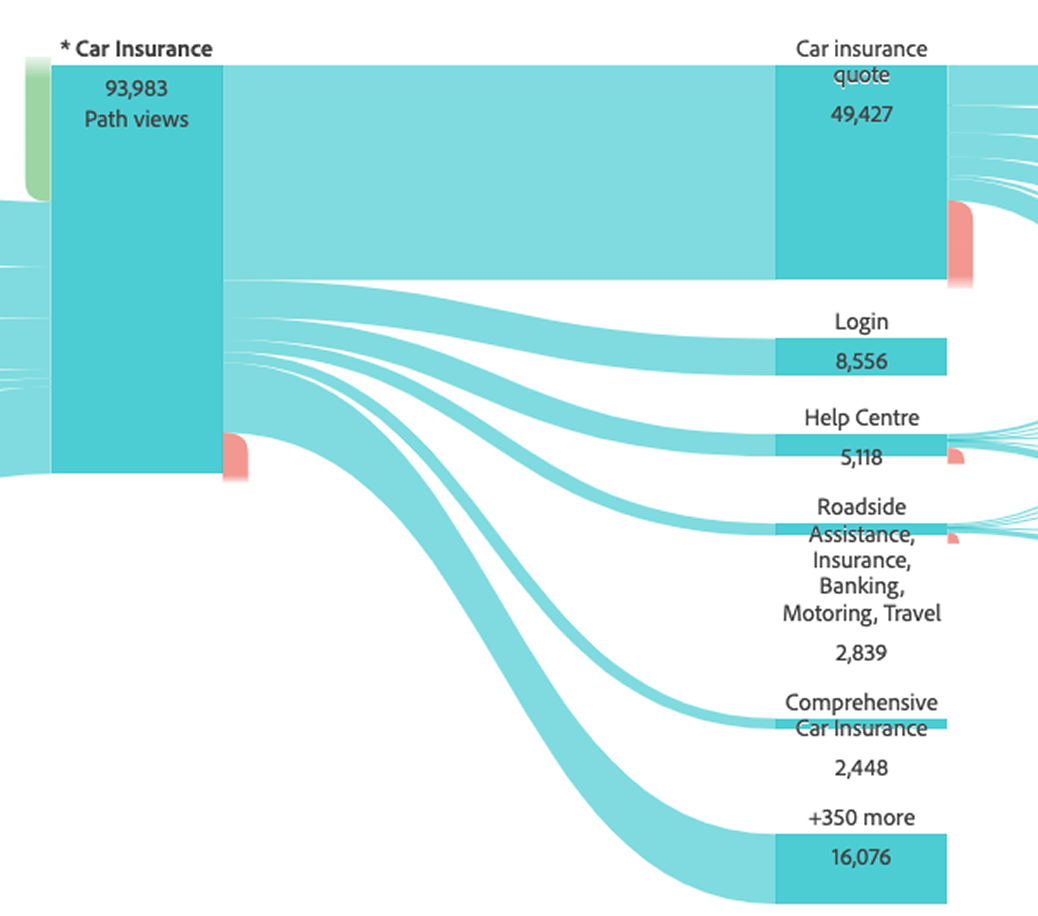 * Car Insurance
93,983
Path views
Car insurance
quote
49,427
Login
8,556
Help Centre
5,118
Roadside
Assistance,
Insurance,
Banking,
Motoring, Travel
2,839
Comprehensive
Car Insurance
2,448
+350 more
16,076